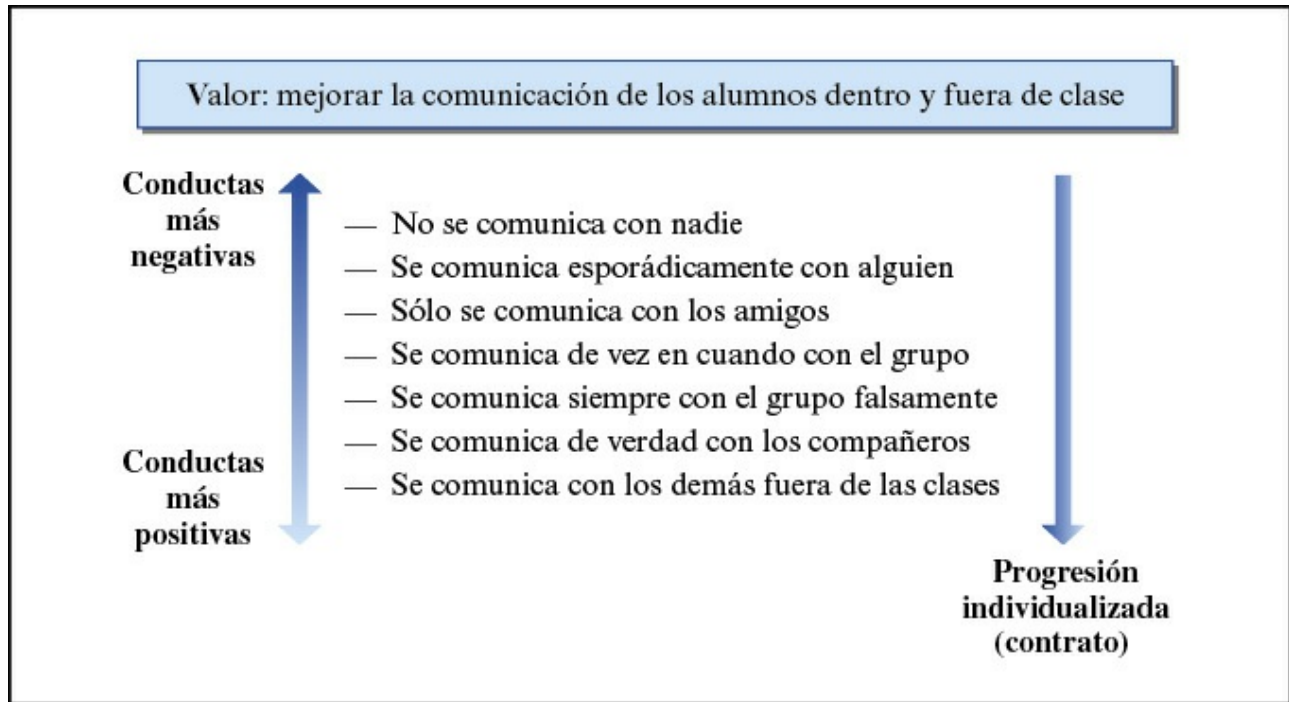 Valor: mejorar la comunicación de los alumnos dentro y fuera de clase
Conductas
más
negativas
— No se comunica con nadie
— Se comunica esporádicamente con alguien
— Sólo se comunica con los amigos
— Se comunica de vez en cuando con el grupo
— Se comunica siempre con el grupo falsamente
— Se comunica de verdad con los compañeros
— Se comunica con los demás fuera de las clases
Conductas
más
positivas
Progresión
individualizada
(contrato)